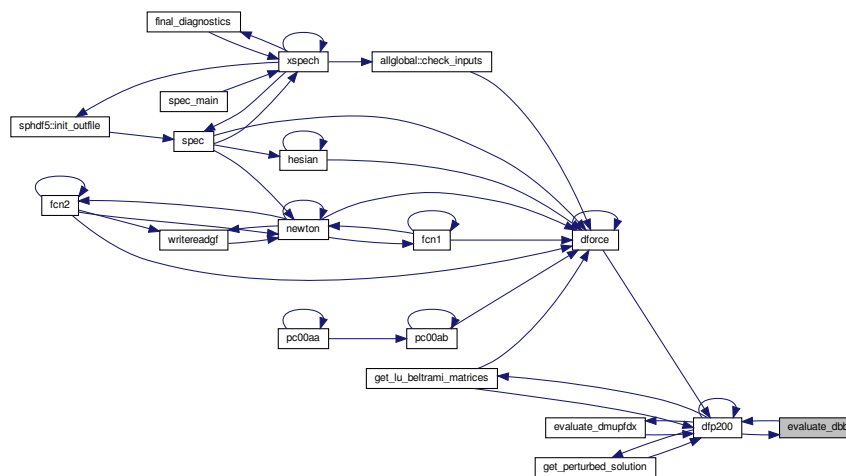 final_diagnostics
xspech
allglobal::check_inputs
spec_main
sphdf5::init_outfile
spec
hesian
fcn2
newton
fcn1
writereadgf
dforce
pc00aa
pc00ab
get_lu_beltrami_matrices
evaluate_dmupfdx
dfp200
evaluate_dbb
get_perturbed_solution